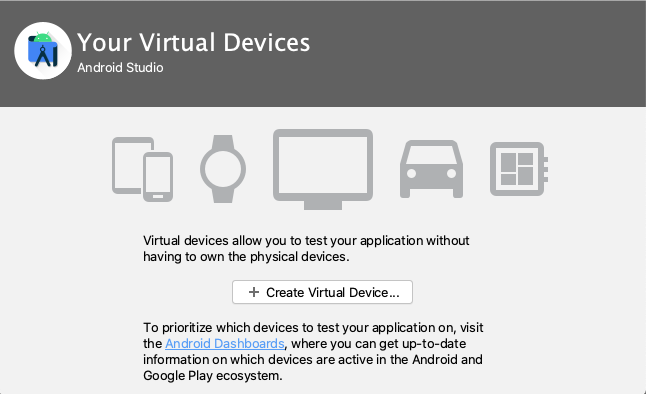 Your Virtual Devices
Android Studio
Virtual devices allow you to test your application without
having to own the physical devices.
+ Create Virtual Device...
To prioritize which devices to test your application on, visit
the Android Dashboards, where you can get up-to-date
information on which devices are active in the Android and
Google Play ecosystem.